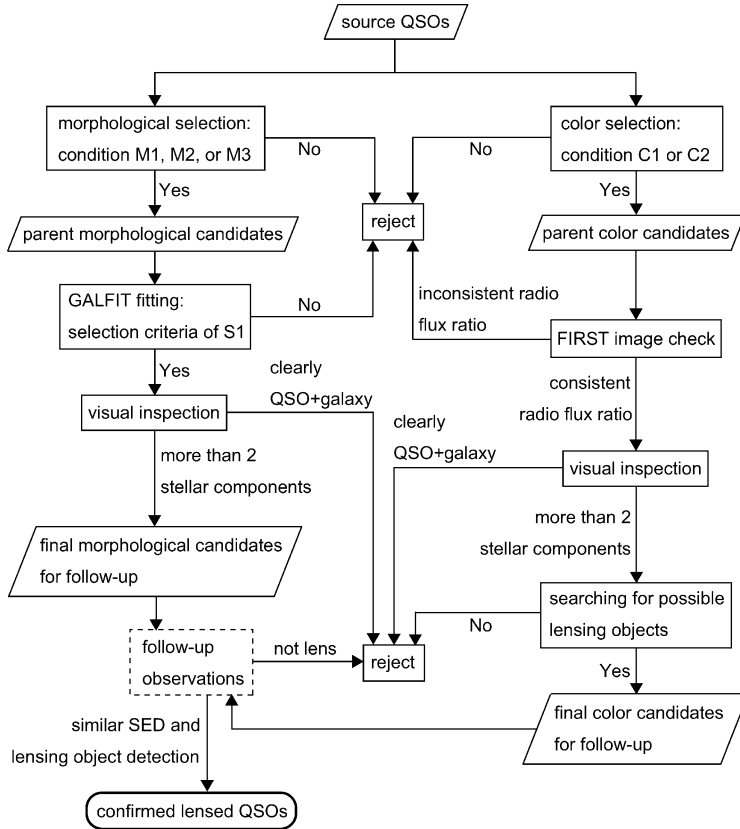 source QSOs
morphological selection:
condition M1, M2, or M3
No
Yes
parent morphological candidates
GALFIT fitting:
selection criteria of S1
No
Yes
visual inspection
clearly
QSO+galaxy
more than 2
stellar components
final morphological candidates
for follow-up
follow-up
observations
not lens
similar SED and
lensing object detection
confirmed lensed QSOs
reject
color selection:
condition C1 or C2
No
Yes
parent color candidates
inconsistent radio
flux ratio
FIRST image check
consistent
radio flux ratio
clearly
QSO+galaxy
visual inspection
more than 2
stellar components
searching for possible
lensing objects
No
Yes
reject
final color candidates
for follow-up